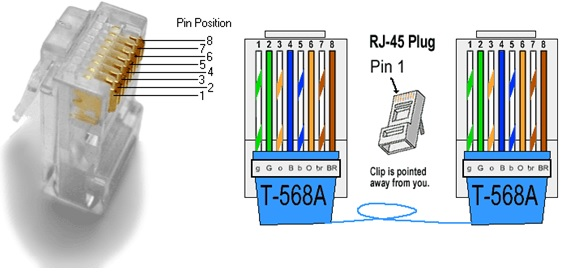 Pin Position
8
7
6
5
4
3
2
1
1 2 3 4 5 6 7 8
g G o B b O br BR
T-568A
RJ-45 Plug
Pin 1
Clip is pointed
away from you.
1 2 3 4 5 6 7 8
g G o B b O br BR
T-568A